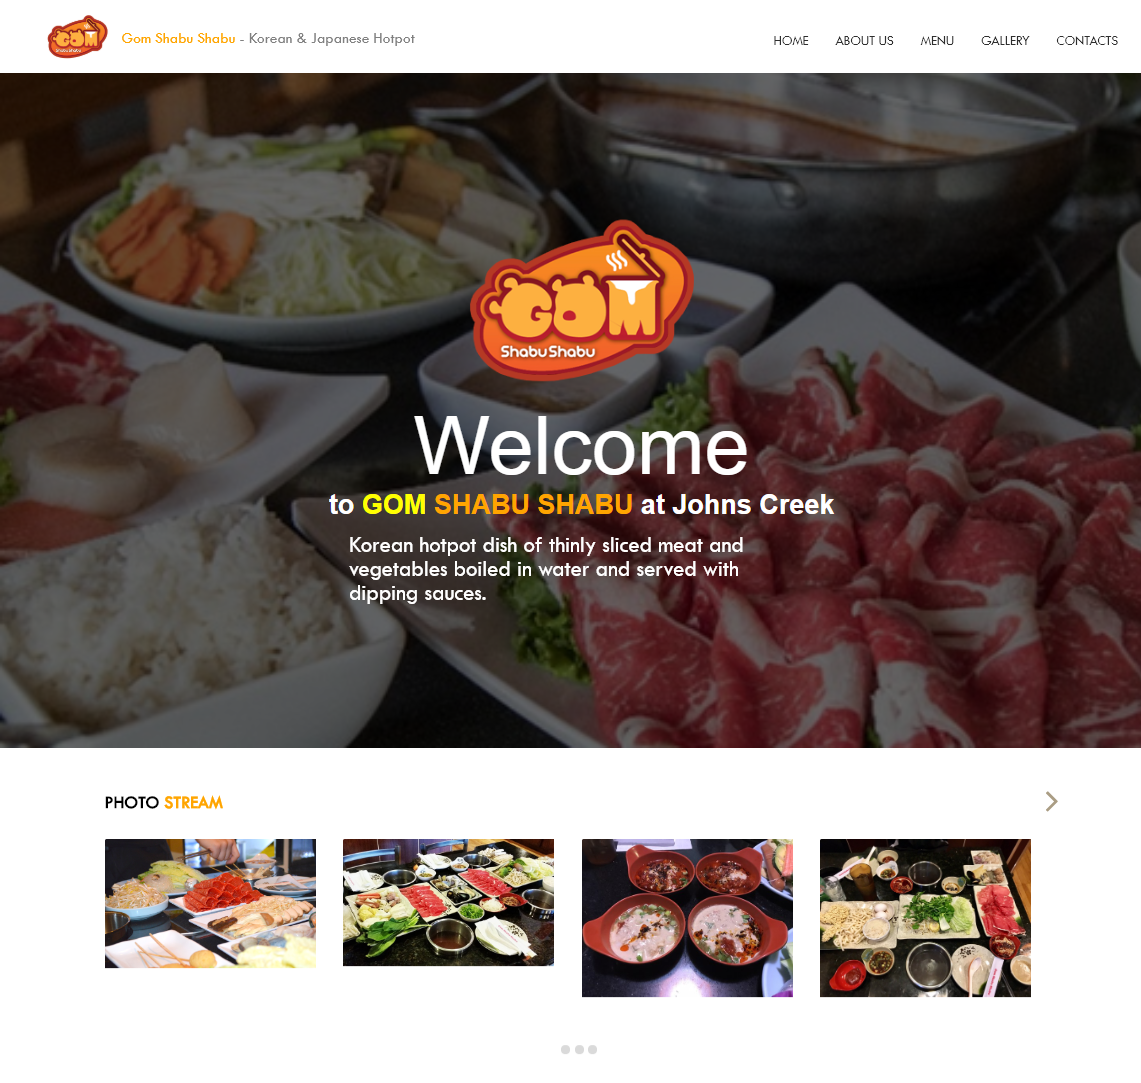 GOM
ShabuShabu
Gom Shabu Shabu - Korean & Japanese Hotpot
HOME
ABOUT US
MENU
GALLERY
CONTACTS
GOM
ShabuShabu
Welcome
to GOM SHABU SHABU at Johns Creek
Korean hotpot dish of thinly sliced meat and
vegetables boiled in water and served with
dipping sauces.
PHOTO STREAM